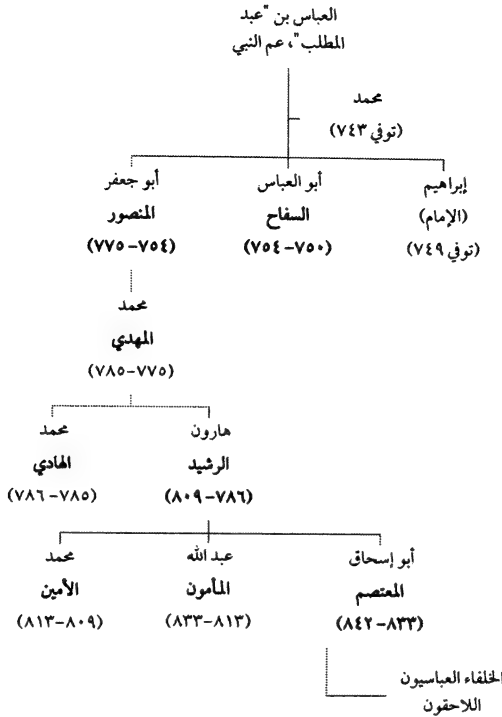 العباس بن "عبد
المطلب"، عم النبي
محمد
(توفي ٧٤٣)
إبراهيم
(الإمام)
(توفي ٧٤٩)
أبو العباس
السفاح
(٧٥٠–٧٥٤)
أبو جعفر
المنصور
(٧٥٤–٧٧٥)
محمد
المهدي
(٧٧٥–٧٨٥)
هارون
الرشيد
(٧٨٦–٨٠٩)
محمد
الهادي
(٧٨٥–٧٨٦)
أبو إسحاق
المعتصم
(٨٣٣–٨٤٢)
عبد الله
المأمون
(٨١٣–٨٣٣)
محمد
الأمين
(٨٠٩–٨١٣)
الخلفاء العباسيون
اللاحقون